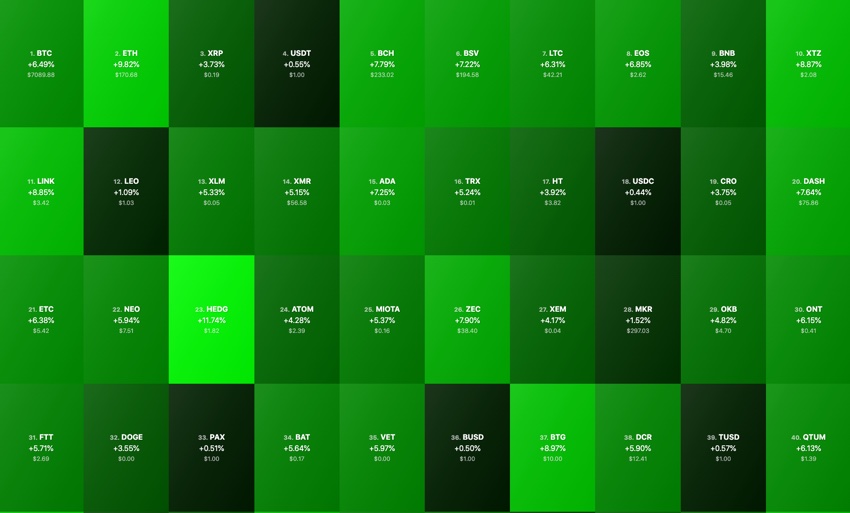 1. BTC
+6.49%
$7089.88
2. ETH
+9.82%
$170.68
3. XRP
+3.73%
$0.19
4. USDT
+0.55%
$1.00
5. BCH
+7.79%
$233.02
6. BSV
+7.22%
$194.58
7. LTC
+6.31%
$42.21
8. EOS
+6.85%
$2.62
9. BNB
+3.98%
$15.46
10. XTZ
+8.87%
$2.08
11. LINK
+8.85%
$3.42
12. LEO
+1.09%
$1.03
13. XLM
+5.33%
$0.05
14. XMR
+5.15%
$56.58
15. ADA
+7.25%
$0.03
16. TRX
+5.24%
$0.01
17. HT
+3.92%
$3.82
18. USDC
+0.44%
$1.00
19. CRO
+3.75%
$0.05
20. DASH
+7.64%
$75.86
21. ETC
+6.38%
$5.42
22. NEO
+5.94%
$7.51
23. HEDG
+11.74%
$1.82
24. ATOM
+4.28%
$2.39
25. MIOTA
+5.37%
$0.16
26. ZEC
+7.90%
$38.40
27. XEM
+4.17%
$0.04
28. MKR
+1.52%
$297.03
29. OKB
+4.82%
$4.70
30. ONT
+6.15%
$0.41
31. FTT
+5.71%
$2.69
32. DOGE
+3.55%
$0.00
33. PAX
+0.51%
$1.00
34. BAT
+5.64%
$0.17
35. VET
+5.97%
$0.00
36. BUSD
+0.50%
$1.00
37. BTG
+8.97%
$10.00
38. DCR
+5.90%
$12.41
39. TUSD
+0.57%
$1.00
40. QTUM
+6.13%
$1.39